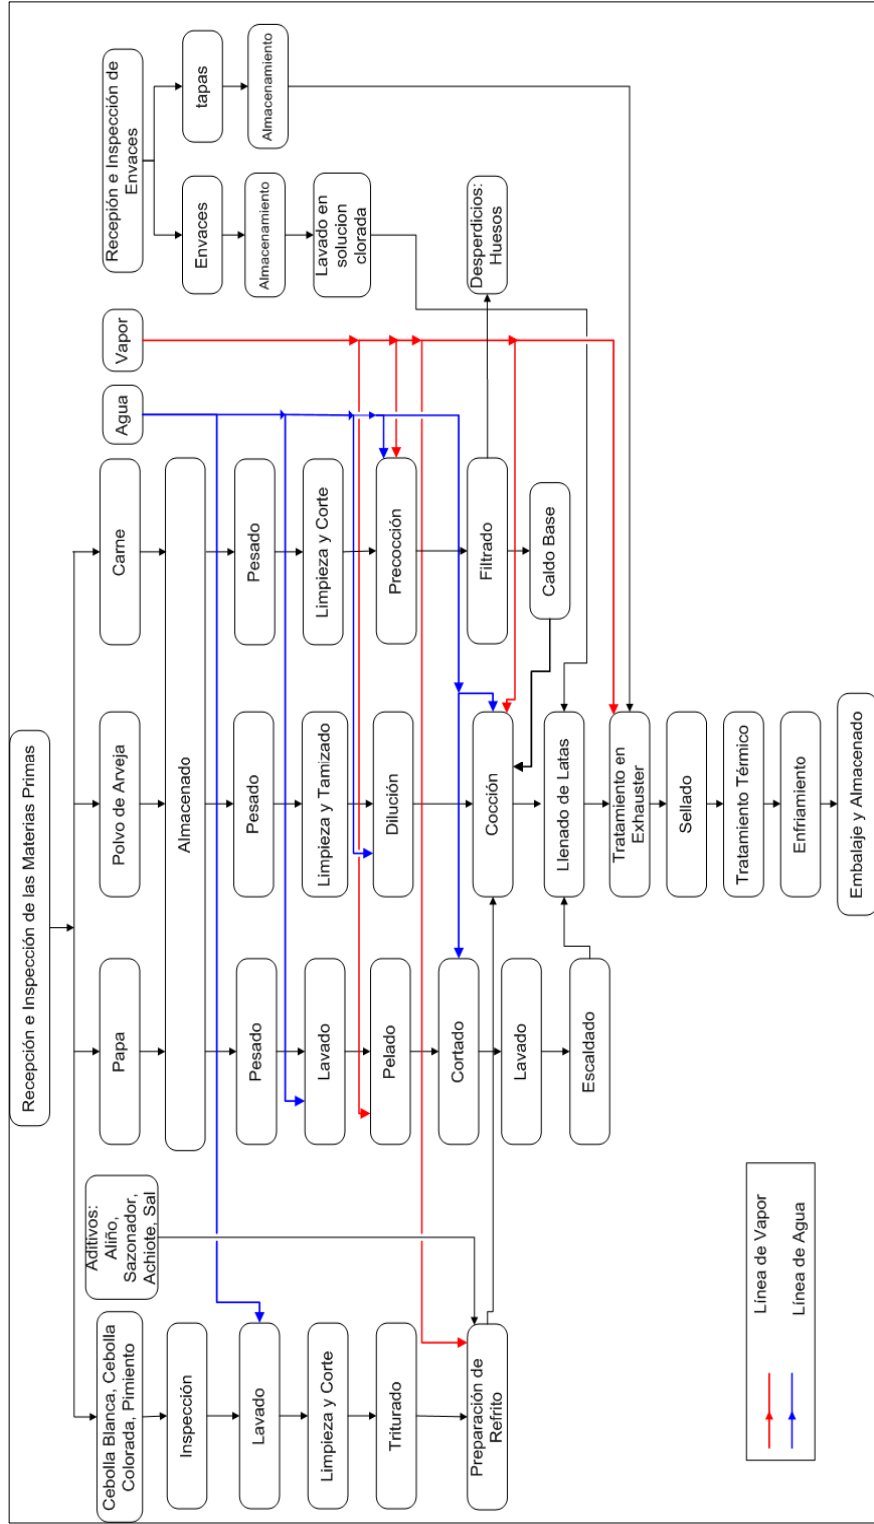 Recepción e Inspección de las Materias Primas
Cebolla Blanca, Cebolla
Colorada, Pimiento
Aditivos:
Aliño,
Sazonador,
Achiote, Sal
Papa
Polvo de Arveja
Carne
Agua
Vapor
Recepión e Inspección de
Envaces
Inspección
Almacenado
Envaces
tapas
Lavado
Pesado
Pesado
Pesado
Almacenamiento
Almacenamiento
Limpieza y Corte
Lavado
Limpieza y Tamizado
Limpieza y Corte
Lavado en
solucion
clorada
Triturado
Pelado
Dilución
Precocción
Preparación de
Refrito
Cortado
Cocción
Filtrado
Desperdicios:
Huesos
Lavado
Caldo Base
Escaldado
Llenado de Latas
Tratamiento en
Exhauster
Sellado
Tratamiento Térmico
Enfriamiento
Embalaje y Almacenado
Línea de Vapor
Línea de Agua